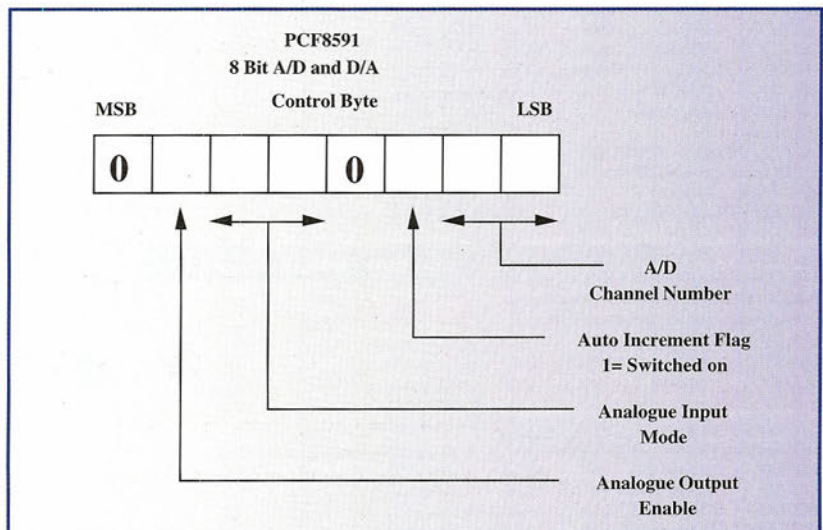 PCF8591
8 Bit A/D and D/A
Control Byte
MSB
LSB
0
0
A/D
Channel Number
Auto Increment Flag
1= Switched on
Analogue Input
Mode
Analogue Output
Enable